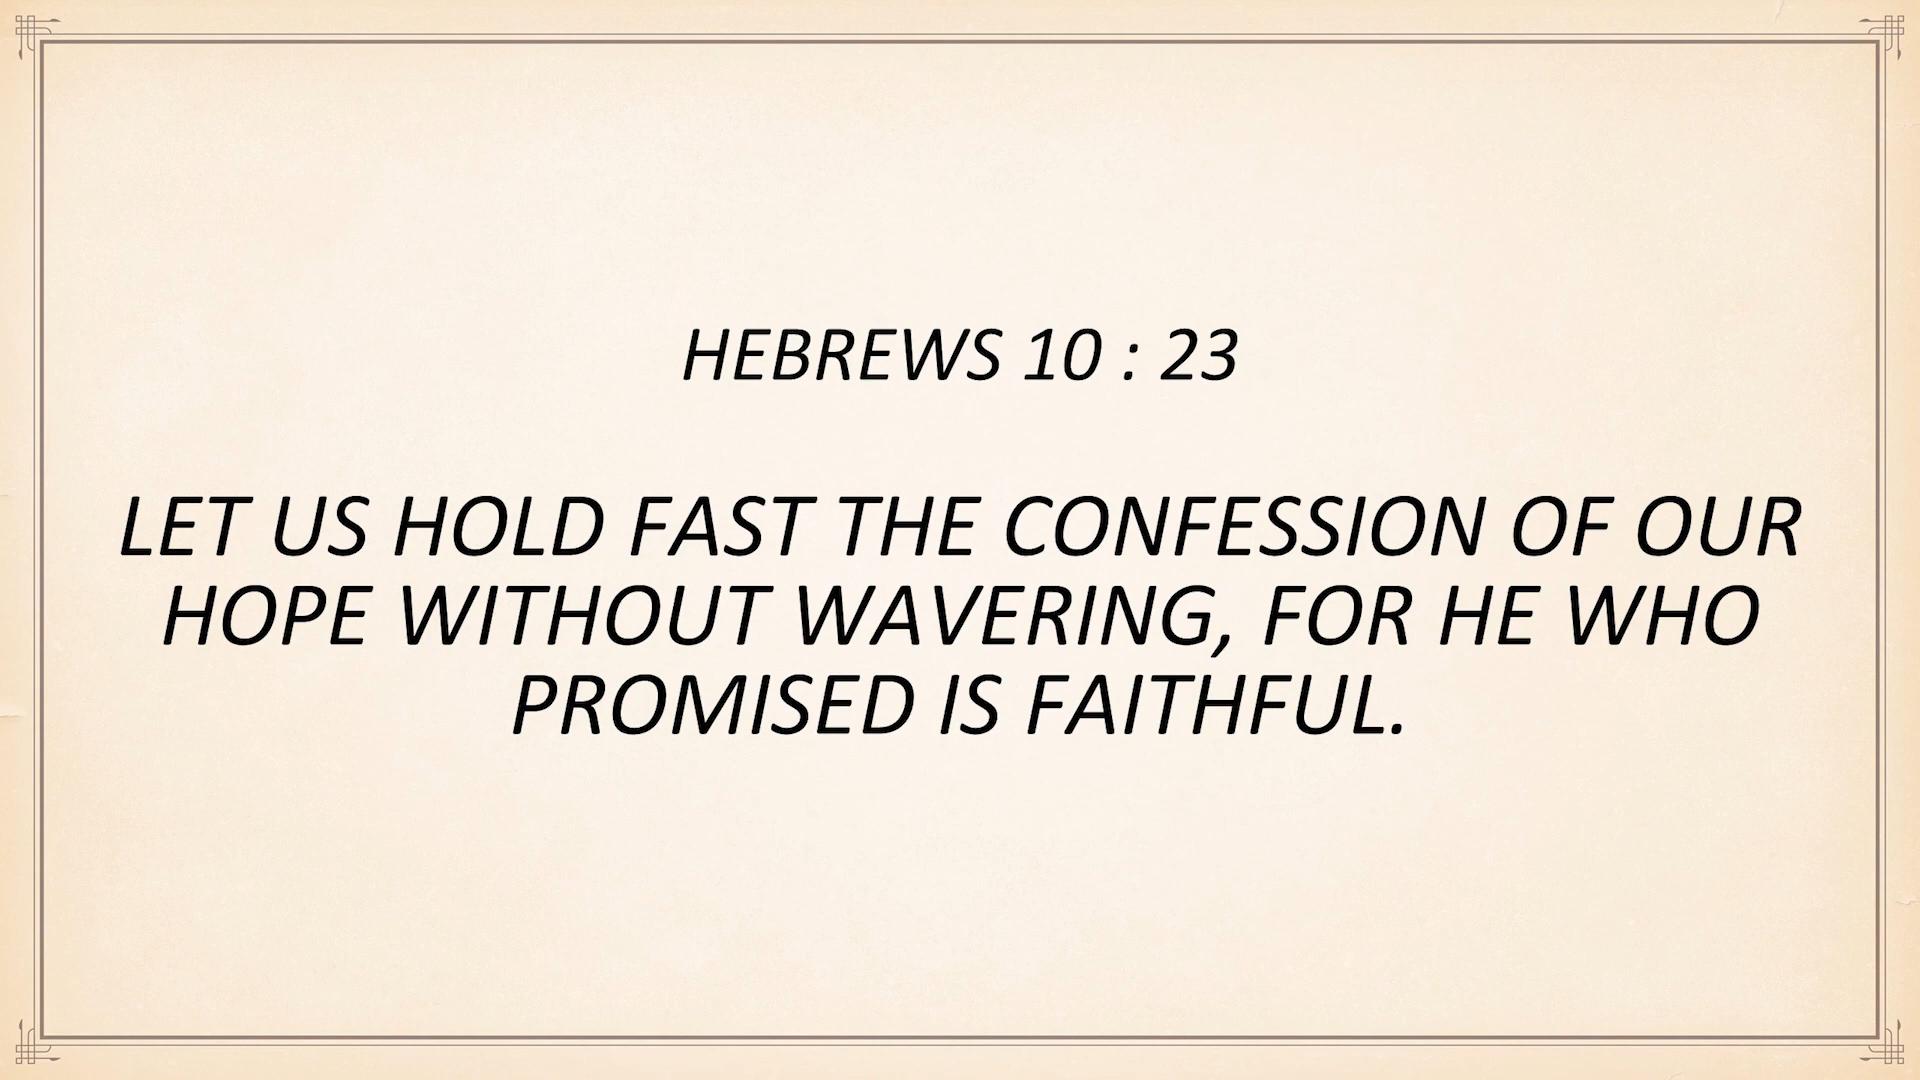 HEBREWS 10 : 23
LET US HOLD FAST THE CONFESSION OF OUR
HOPE WITHOUT WAVERING, FOR HE WHO
PROMISED IS FAITHFUL.